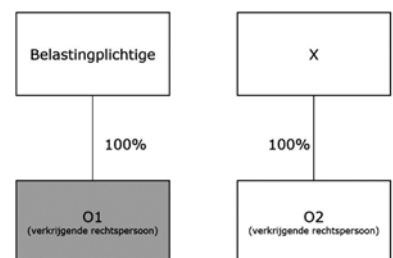 Belastingplichtige
X
100%
100%
O1
(verkrijgende rechtspersoon)
O2
(verkrijgende rechtspersoon)